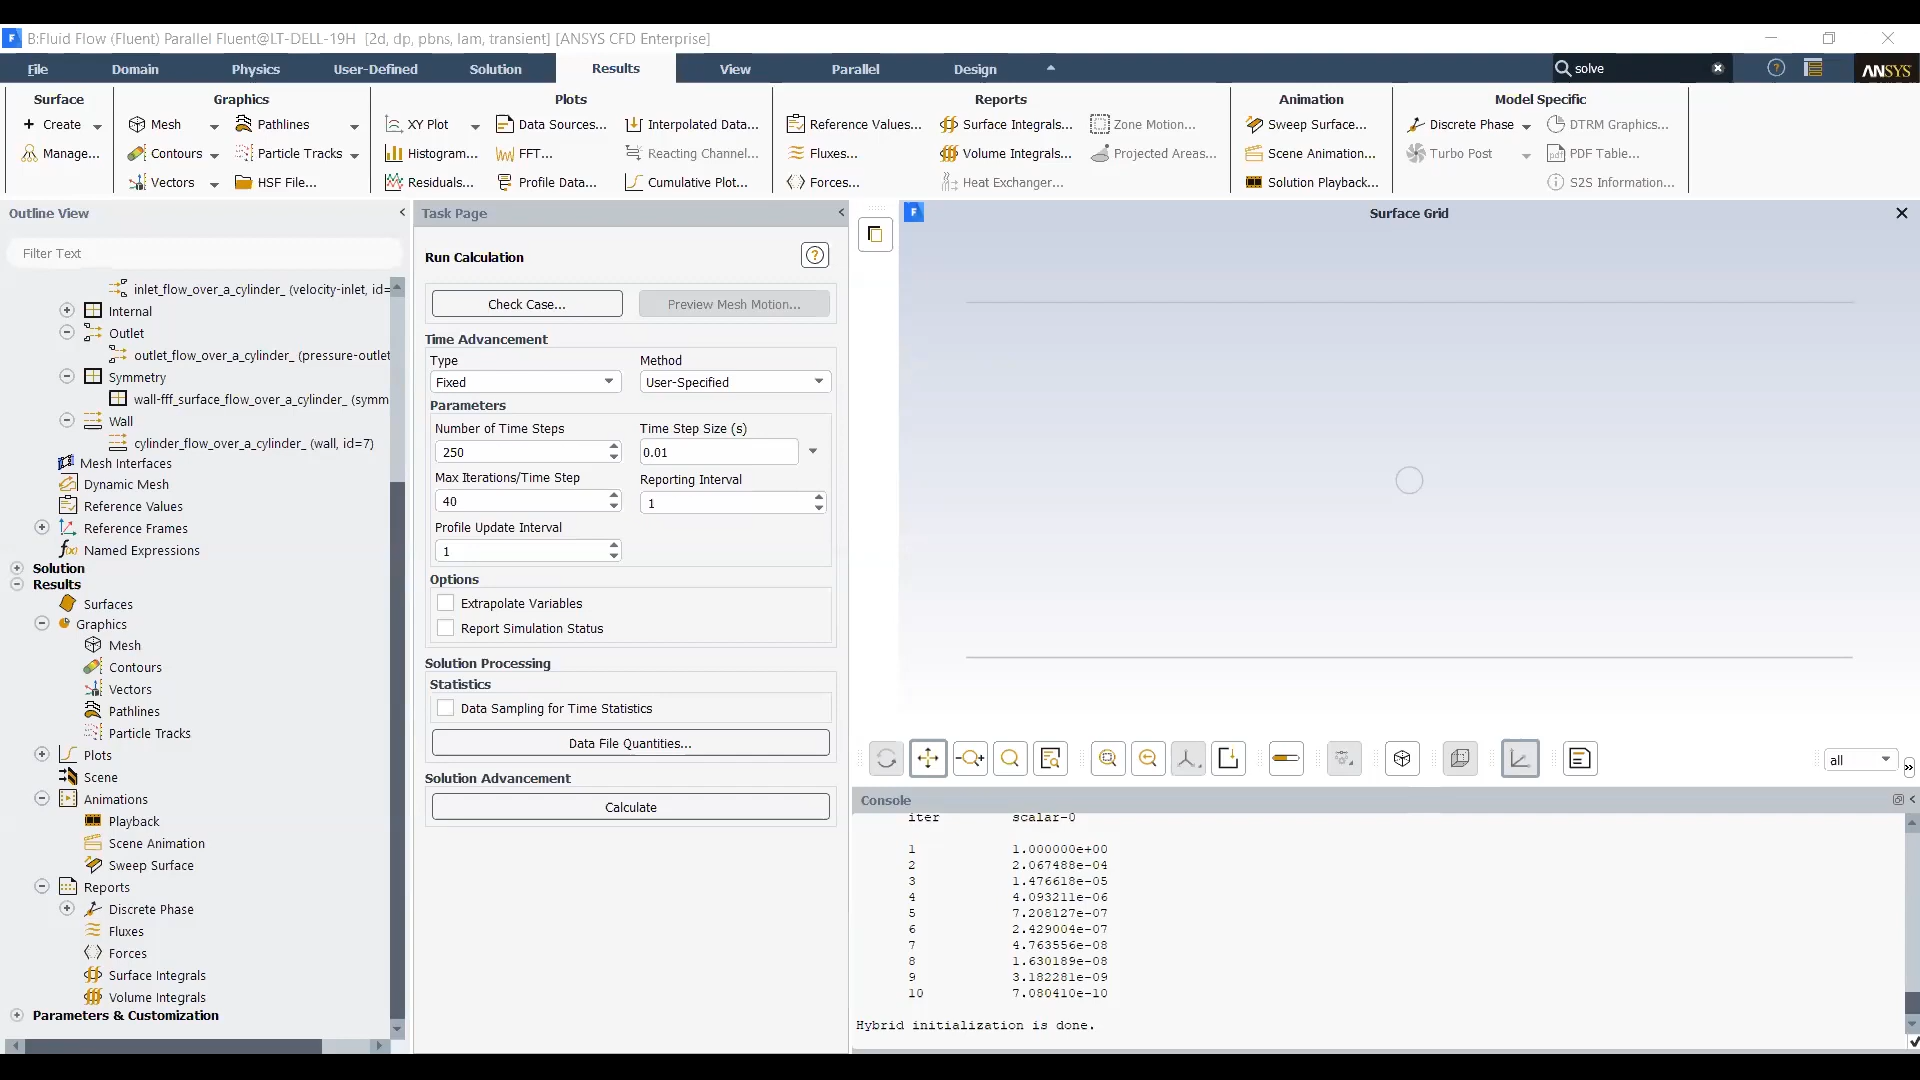 B:Fluid Flow (Fluent) Parallel Fluent@LT-DELL-19H [2d, dp, pbns, lam, transient] [ANSYS CFD Enterprise]
File Domain Physics User-Defined Solution Results View Parallel Design solve ANSYS
Surface Graphics Plots Reports Animation Model Specific
+ Create Mesh Pathlines XY Plot Data Sources... Interpolated Data... Reference Values... Surface Integrals... Zone Motion... Sweep Surface... Discrete Phase DTRM Graphics...
Manage... Contours Particle Tracks Histogram... FFT... Reacting Channel... Fluxes... Volume Integrals... Projected Areas... Scene Animation... Turbo Post PDF Table...
Vectors HSF File... Residuals... Profile Data... Cumulative Plot... Forces... Heat Exchanger... Solution Playback... S2S Information...
Outline View
Filter Text
inlet_flow_over_a_cylinder_ (velocity-inlet, id=
Internal
Outlet
outlet_flow_over_a_cylinder_ (pressure-outlet
Symmetry
wall-fff_surface_flow_over_a_cylinder_ (symm
Wall
cylinder_flow_over_a_cylinder_ (wall, id=7)
Mesh Interfaces
Dynamic Mesh
Reference Values
Reference Frames
Named Expressions
Solution
Results
Surfaces
Graphics
Mesh
Contours
Vectors
Pathlines
Particle Tracks
Plots
Scene
Animations
Playback
Scene Animation
Sweep Surface
Reports
Discrete Phase
Fluxes
Forces
Surface Integrals
Volume Integrals
Parameters & Customization
Task Page
Run Calculation
Check Case... Preview Mesh Motion...
Time Advancement
Type Method
Fixed User-Specified
Parameters
Number of Time Steps Time Step Size (s)
250 0.01
Max Iterations/Time Step Reporting Interval
40 1
Profile Update Interval
1
Options
Extrapolate Variables
Report Simulation Status
Solution Processing
Statistics
Data Sampling for Time Statistics
Data File Quantities...
Solution Advancement
Calculate
Surface Grid
all
Console
iter scalar-0
1 1.000000e+00
2 2.067488e-04
3 1.476618e-05
4 4.093211e-06
5 7.208127e-07
6 2.429004e-07
7 4.763556e-08
8 1.630189e-08
9 3.182281e-09
10 7.080410e-10
Hybrid initialization is done.